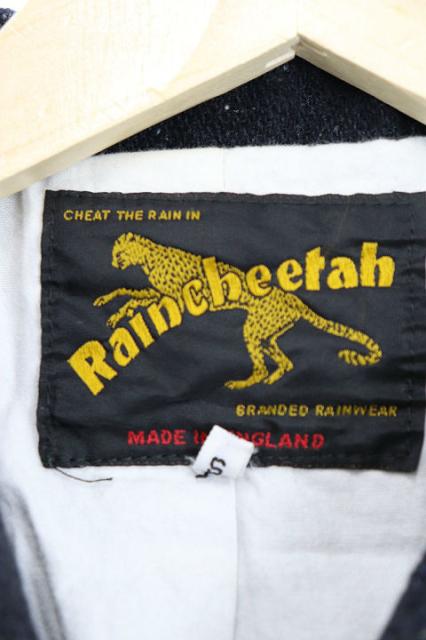 CHEAT THE RAIN IN
Raincheetah
BRANDED RAINWEAR
MADE IN ENGLAND
S